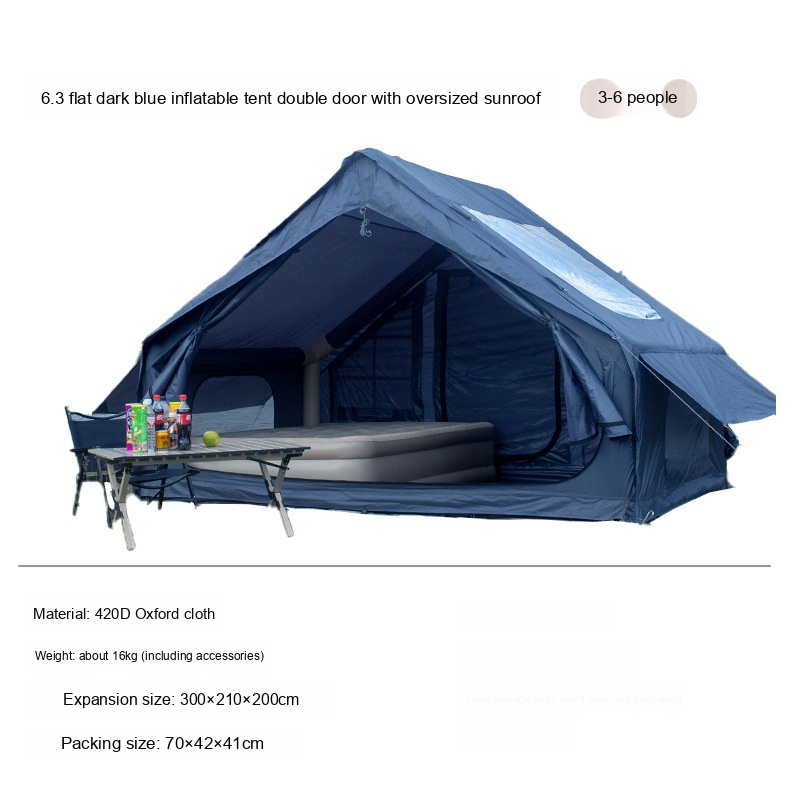 6.3 flat dark blue inflatable tent double door with oversized sunroof
3-6 people
Material: 420D Oxford cloth
Weight: about 16kg (including accessories)
Expansion size: 300×210×200cm
Packing size: 70×42×41cm